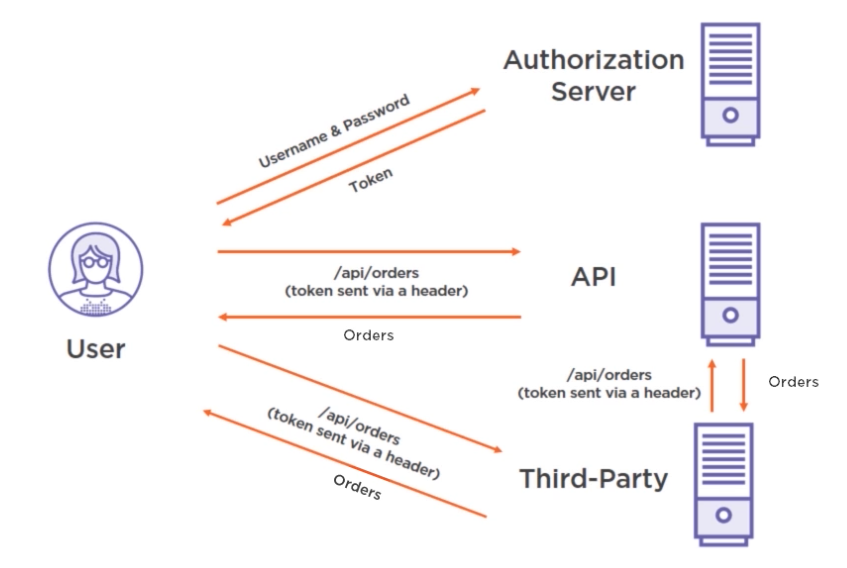 Authorization
Server
Username & Password
Token
/api/orders
(token sent via a header)
API
Orders
User
/api/orders
(token sent via a header)
Orders
/api/orders
(token sent via a header)
Third-Party
Orders